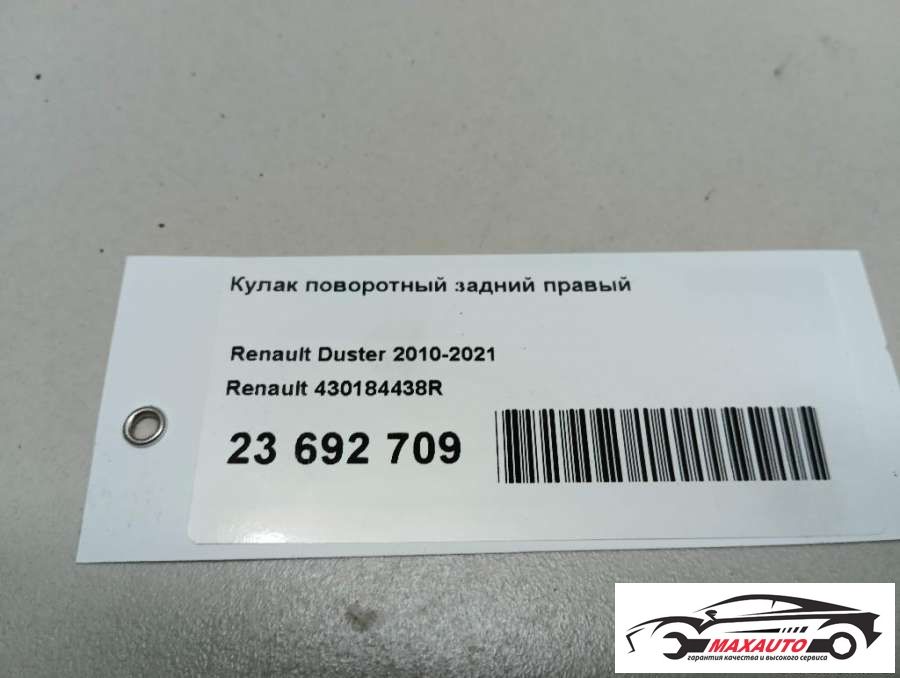 Кулак поворотный задний правый
Renault Duster 2010-2021
Renault 430184438R
23 692 709
MAXAUTO
гарантия качества и высокого сервиса